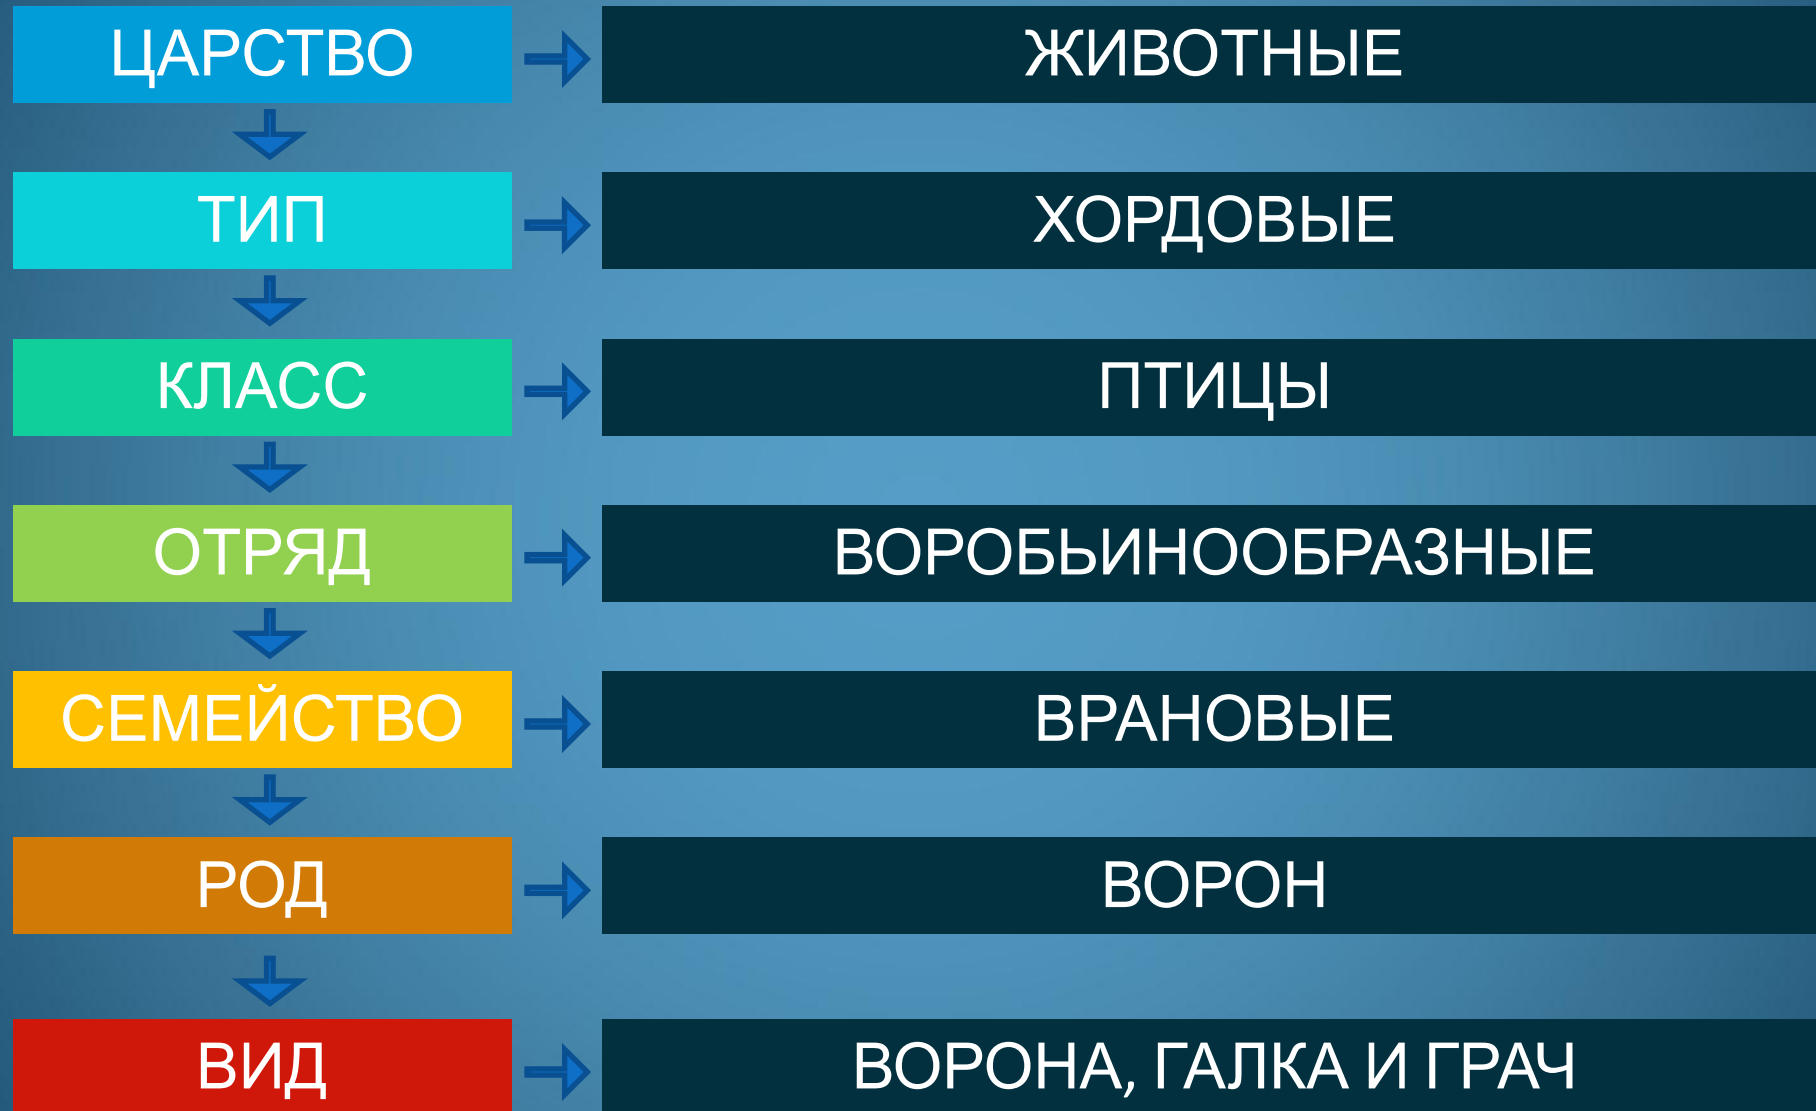 ЦАРСТВО
ЖИВОТНЫЕ
ТИП
ХОРДОВЫЕ
КЛАСС
ПТИЦЫ
ОТРЯД
ВОРОБЬИНООБРАЗНЫЕ
СЕМЕЙСТВО
ВРАНОВЫЕ
РОД
ВОРОН
ВИД
ВОРОНА, ГАЛКА И ГРАЧ